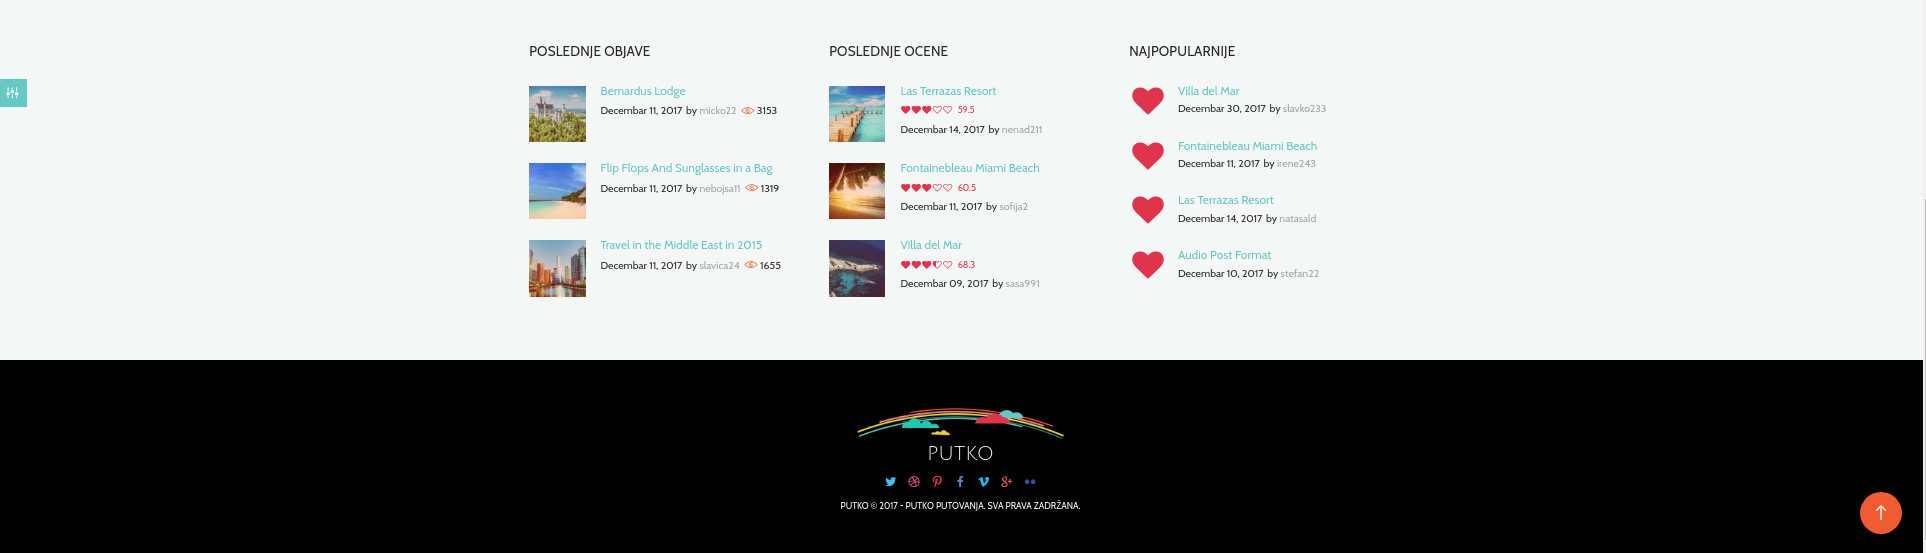 POSLEDNJE OBJAVE
Bernardus Lodge
Decembar 11, 2017 by micko22 3153
Flip Flops And Sunglasses in a Bag
Decembar 11, 2017 by nebojsa11 1319
Travel in the Middle East in 2015
Decembar 11, 2017 by slavica24 1655
POSLEDNJE OCENE
Las Terrazas Resort
59.5
Decembar 14, 2017 by nenad211
Fontainebleau Miami Beach
60.5
Decembar 11, 2017 by sofija2
Villa del Mar
68.3
Decembar 09, 2017 by sasa991
NAJPOPULARNIJE
Villa del Mar
Decembar 30, 2017 by slavko233
Fontainebleau Miami Beach
Decembar 11, 2017 by irene243
Las Terrazas Resort
Decembar 14, 2017 by natasald
Audio Post Format
Decembar 10, 2017 by stefan22
PUTKO
PUTKO © 2017 - PUTKO PUTOVANJA. SVA PRAVA ZADRŽANA.